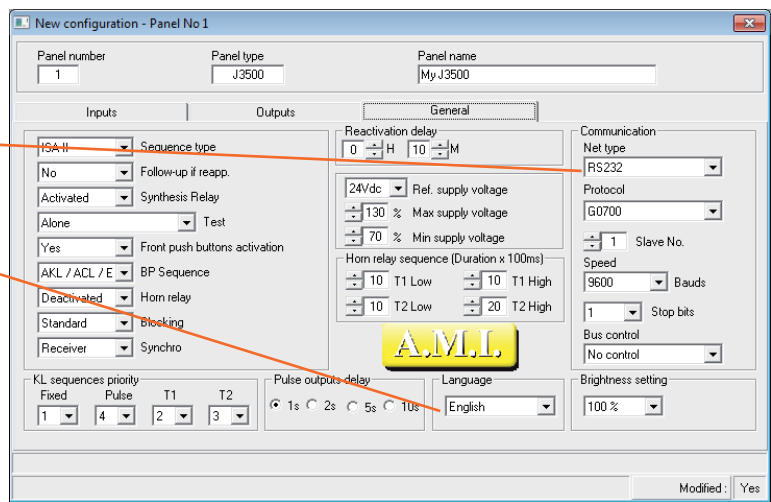 New configuration - Panel No 1
Panel number
Panel type
Panel name
1
J3500
My J3500
Inputs
Outputs
General
ISA-II
Sequence type
No
Follow-up if reapp.
Activated
Synthesis Relay
Alone
Test
Yes
Front push buttons activation
AKL / ACL / E
BP Sequence
Deactivated
Horn relay
Standard
Blocking
Receiver
Synchro
Reactivation delay
0 H 10 M
24Vdc Ref. supply voltage
130 % Max supply voltage
70 % Min supply voltage
Horn relay sequence (Duration x 100ms)
10 T1 Low 10 T1 High
10 T2 Low 20 T2 High
A.M.I.
Communication
Net type
RS232
Protocol
G0700
1 Slave No.
Speed
9600 Bauds
1 Stop bits
Bus control
No control
KL sequences priority
Fixed Pulse T1 T2
1 4 2 3
Pulse outputs delay
1s 2s 5s 10s
Language
English
Brightness setting
100 %
Modified : Yes